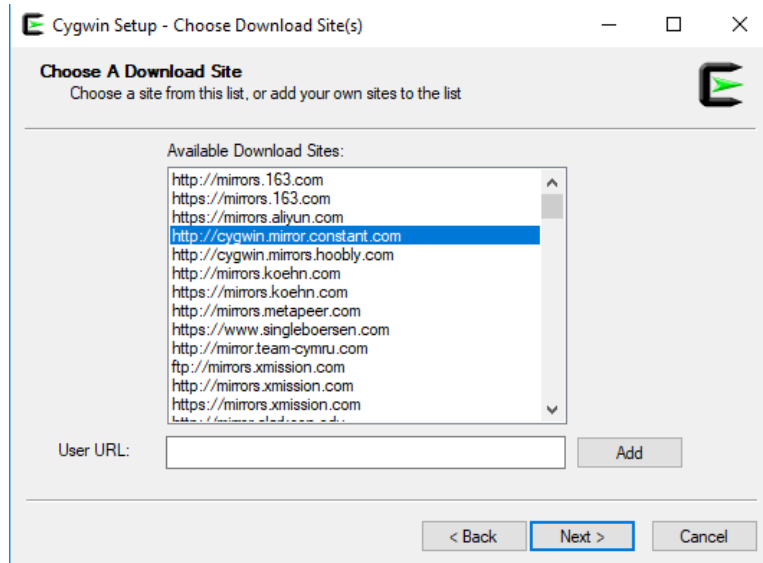 Cygwin Setup - Choose Download Site(s)
Choose A Download Site
Choose a site from this list, or add your own sites to the list
Available Download Sites:
http://mirrors.163.com
https://mirrors.163.com
https://mirrors.aliyun.com
http://cygwin.mirror.constant.com
http://cygwin.mirrors.hoobly.com
http://mirrors.koehn.com
https://mirrors.koehn.com
http://mirrors.metapeer.com
https://www.singleboersen.com
http://mirror.team-cymru.com
ftp://mirrors.xmission.com
http://mirrors.xmission.com
https://mirrors.xmission.com
User URL:
Add
< Back
Next >
Cancel